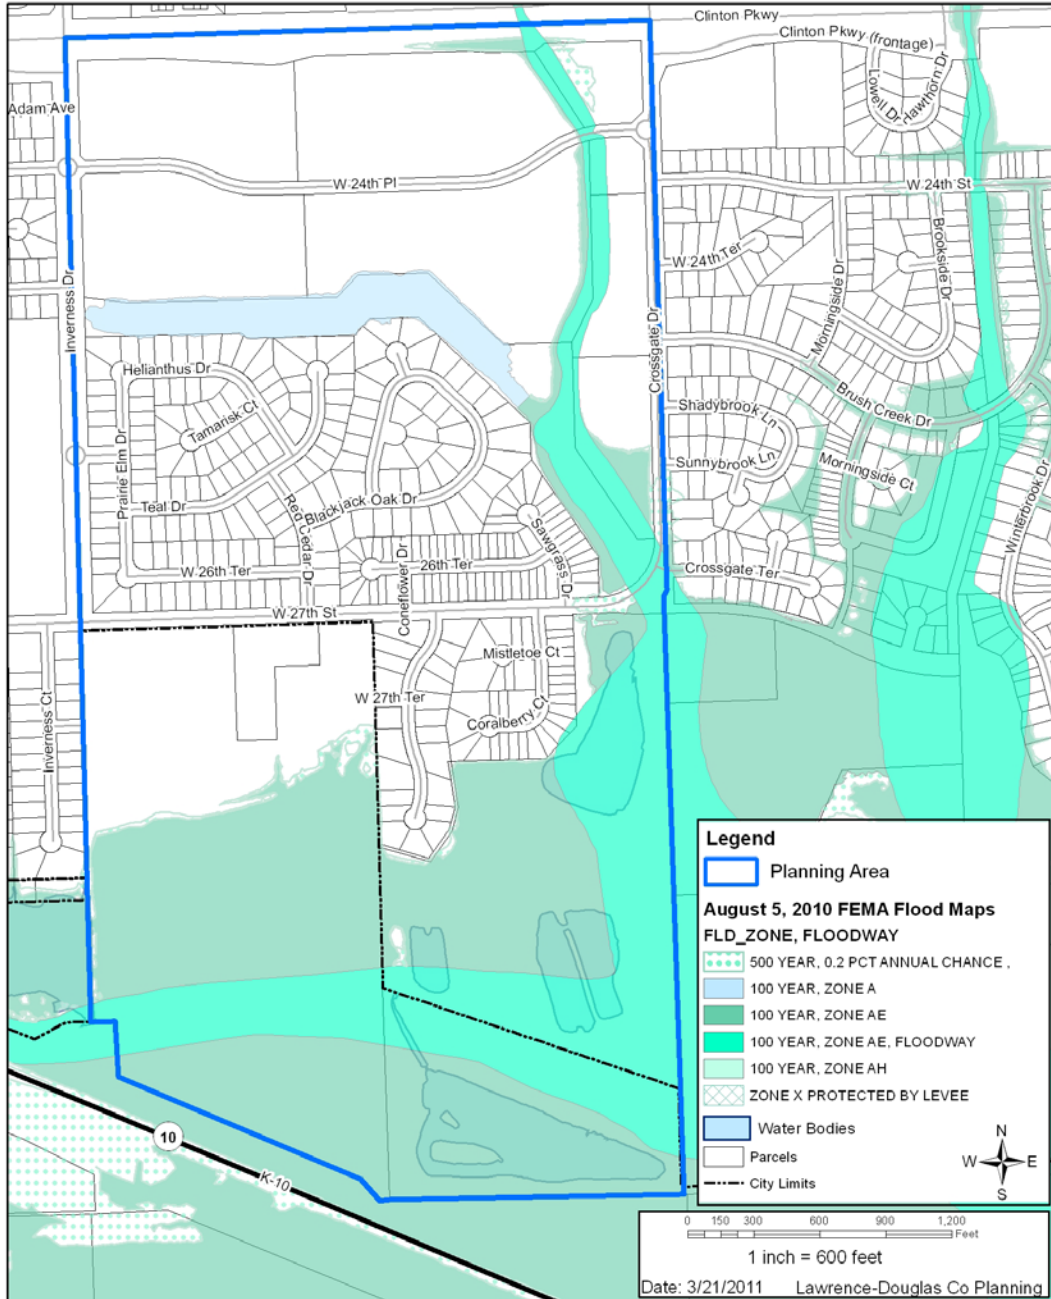 Clinton Pkwy
Clinton Pkwy (frontage)
Lowell Dr
Hawthorn Dr
Adam Ave
W 24th Pl
W 24th St
Brookside Dr
W 24th Ter
Morningside Dr
Inverness Dr
Crossgate Dr
Helianthus Dr
Tamarisk Ct
Prairie Elm Dr
Teal Dr
Red Cedar Dr
Blackjack Oak Dr
Brush Creek Dr
Shadybrook Ln
Sunnybrook Ln
Morningside Ct
Winterbrook Dr
Sawgrass Dr
W 26th Ter
26th Ter
Coneflower Dr
Crossgate Ter
W 27th St
Mistletoe Ct
W 27th Ter
Coralberry Ct
Inverness Ct
10
K-10
Legend
Planning Area
August 5, 2010 FEMA Flood Maps
FLD_ZONE, FLOODWAY
500 YEAR, 0.2 PCT ANNUAL CHANCE ,
100 YEAR, ZONE A
100 YEAR, ZONE AE
100 YEAR, ZONE AE, FLOODWAY
100 YEAR, ZONE AH
ZONE X PROTECTED BY LEVEE
Water Bodies
Parcels
City Limits
N
W E
S
0 150 300 600 900 1,200
Feet
1 inch = 600 feet
Date: 3/21/2011 Lawrence-Douglas Co Planning